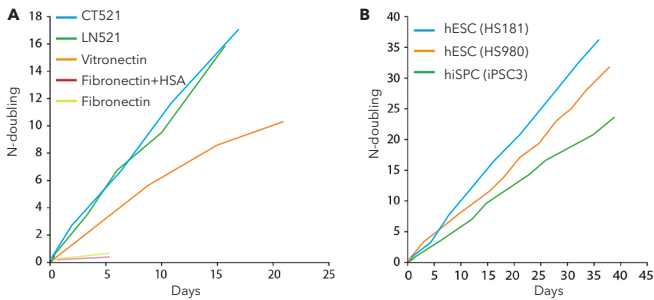 A
18
16
14
12
10
8
6
4
2
0
N-doubling
CT521
LN521
Vitronectin
Fibronectin+HSA
Fibronectin
0 5 10 15 20 25
Days
B
40
35
30
25
20
15
10
5
0
N-doubling
hESC (HS181)
hESC (HS980)
hiSPC (iPSC3)
0 5 10 15 20 25 30 35 40 45
Days